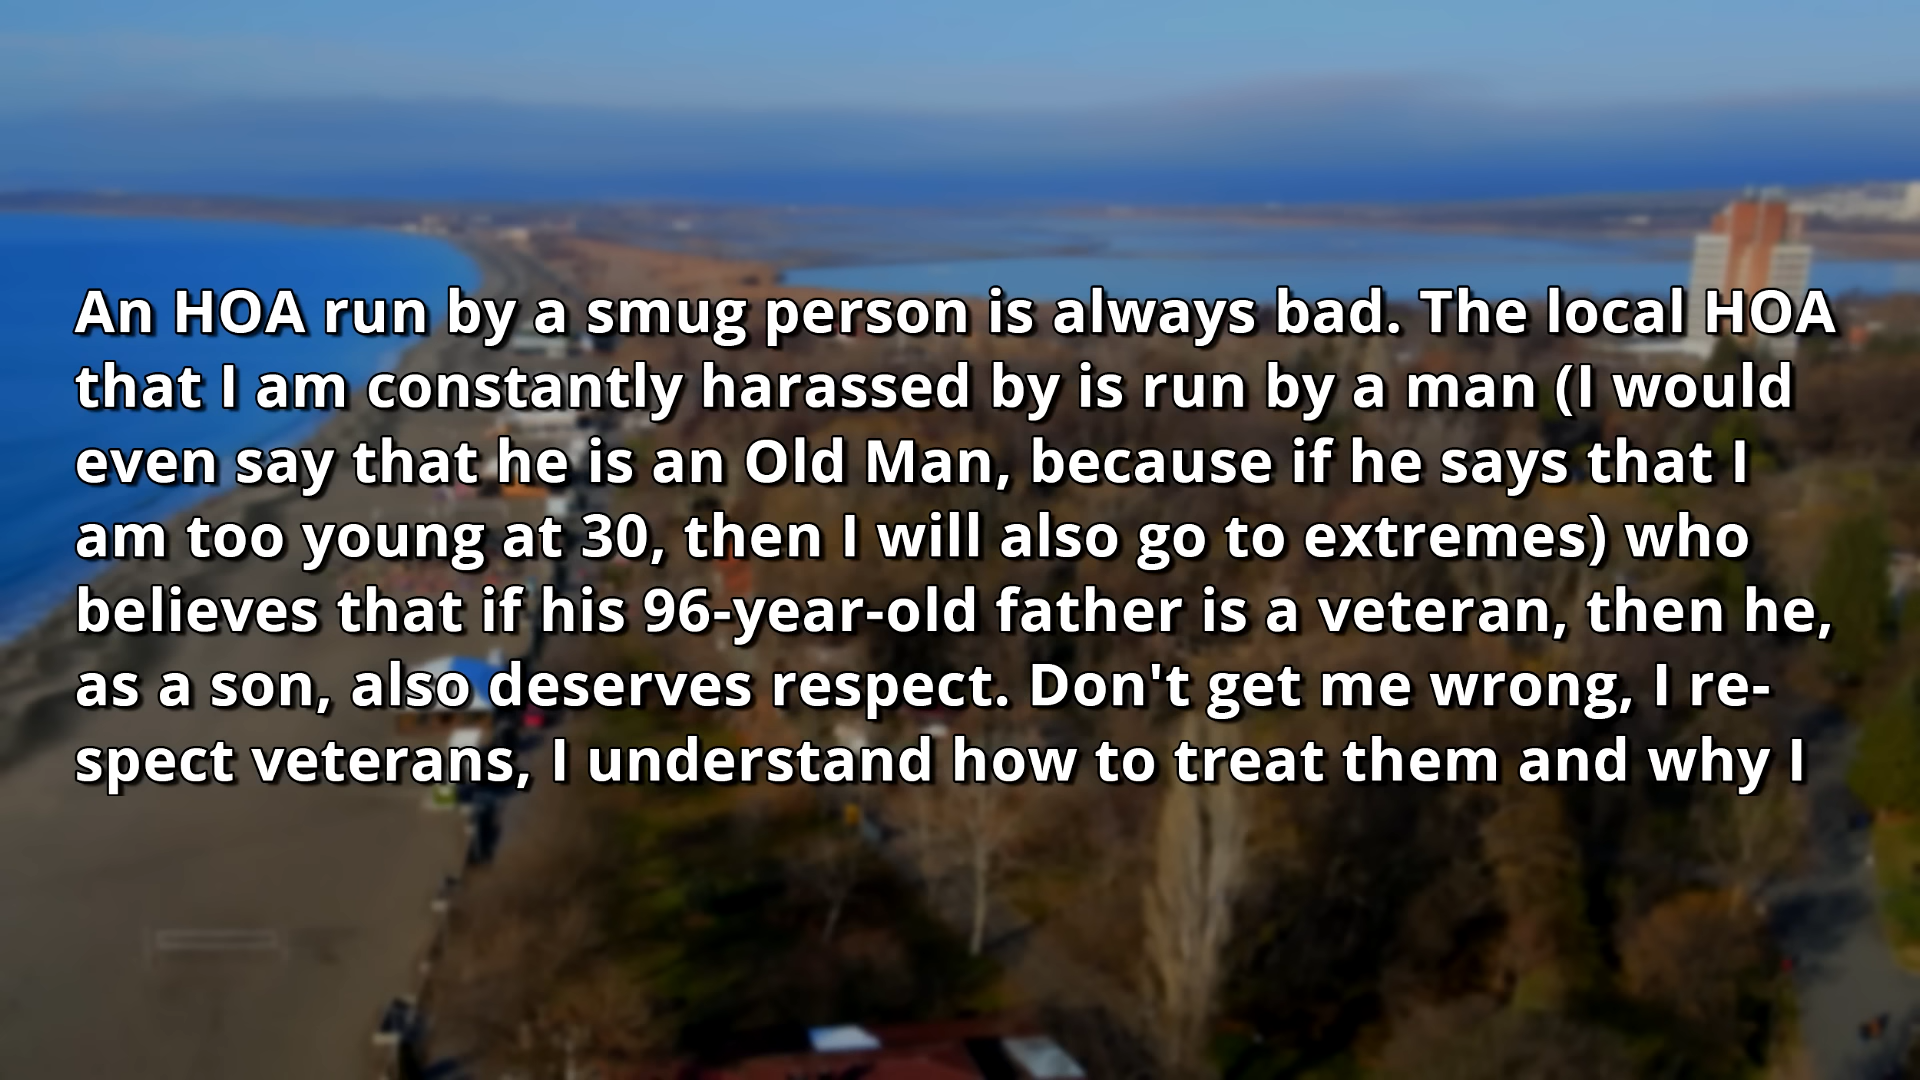 An HOA run by a smug person is always bad. The local HOA
that I am constantly harassed by is run by a man (I would
even say that he is an Old Man, because if he says that I
am too young at 30, then I will also go to extremes) who
believes that if his 96-year-old father is a veteran, then he,
as a son, also deserves respect. Don't get me wrong, I re-
spect veterans, I understand how to treat them and why I